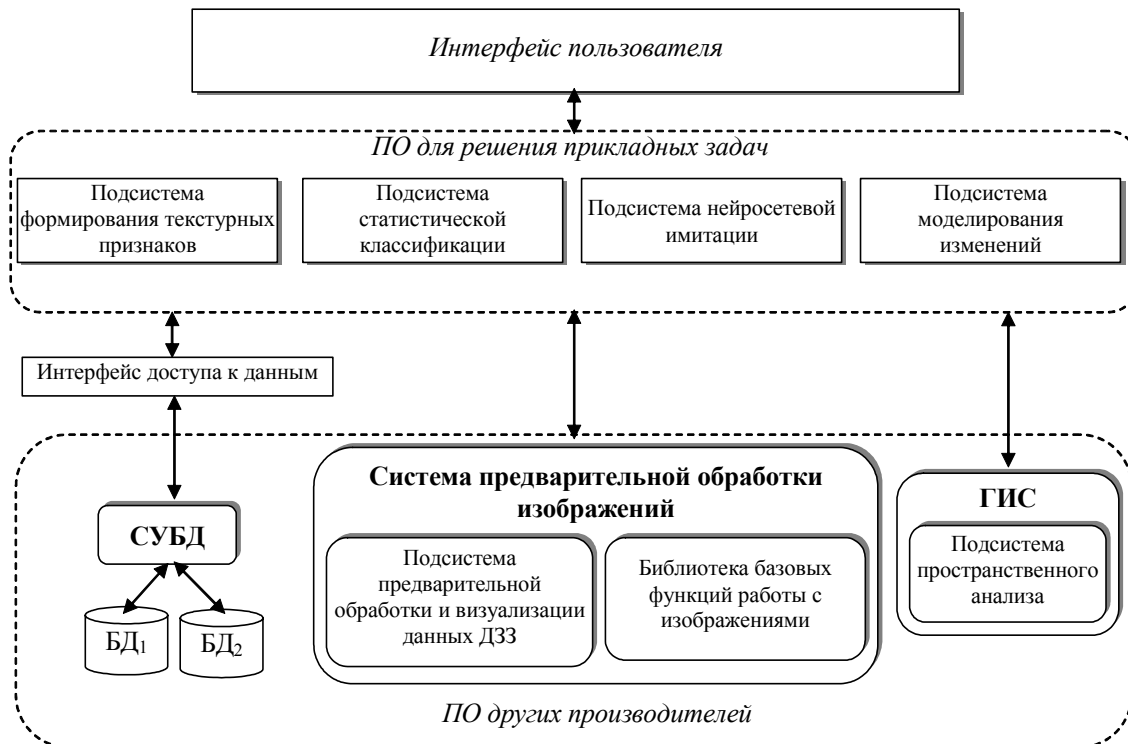 Интерфейс пользователя
ПО для решения прикладных задач
Подсистема
формирования текстурных
признаков
Подсистема
статистической
классификации
Подсистема нейросетевой
имитации
Подсистема
моделирования
изменений
Интерфейс доступа к данным
СУБД
БД1
БД2
Система предварительной обработки
изображений
Подсистема
предварительной
обработки и визуализации
данных ДЗЗ
Библиотека базовых
функций работы с
изображениями
ГИС
Подсистема
пространственного
анализа
ПО других производителей